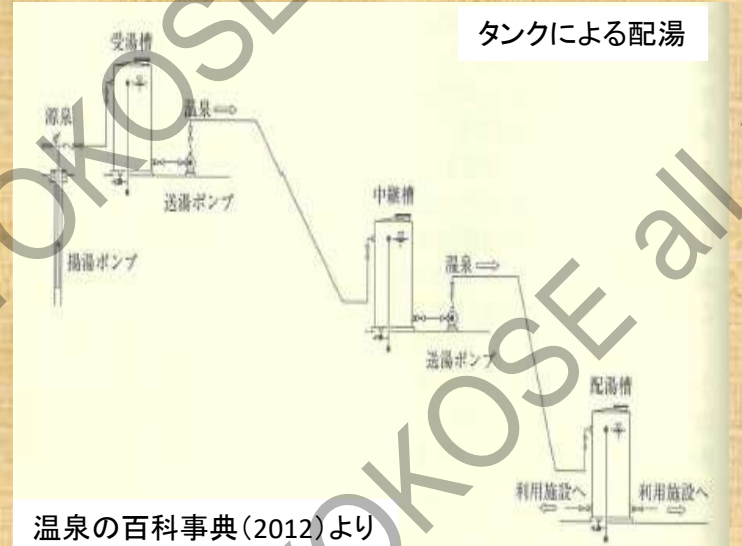 タンクによる配湯
受湯槽
源泉
温泉
送湯ポンプ
揚湯ポンプ
中継槽
温泉
送湯ポンプ
配湯槽
利用施設へ
利用施設へ
温泉の百科事典(2012)より
OKOSE
TOKOSE all